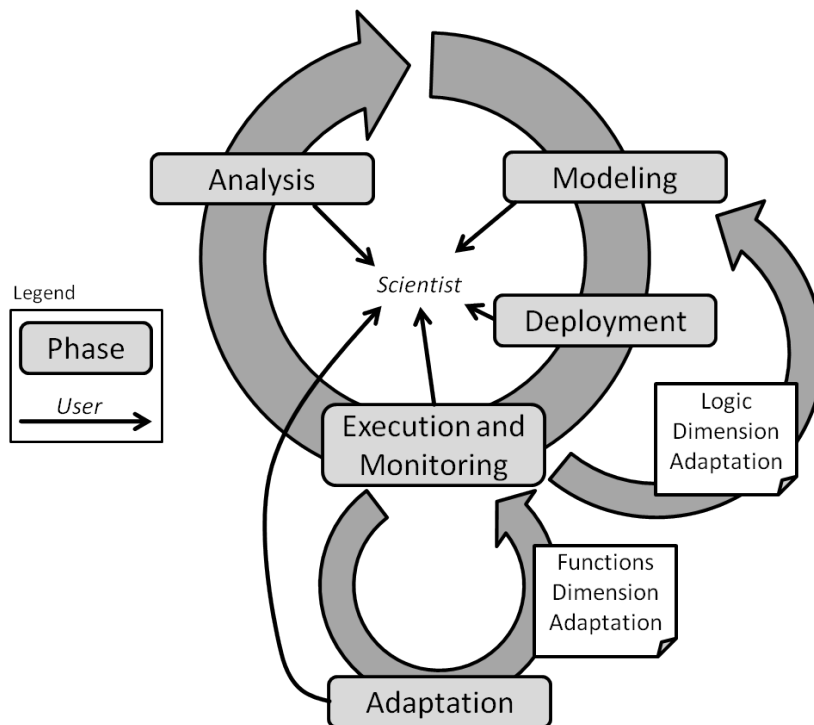 Analysis
Modeling
Scientist
Deployment
Legend
Phase
User
Execution and
Monitoring
Logic
Dimension
Adaptation
Functions
Dimension
Adaptation
Adaptation